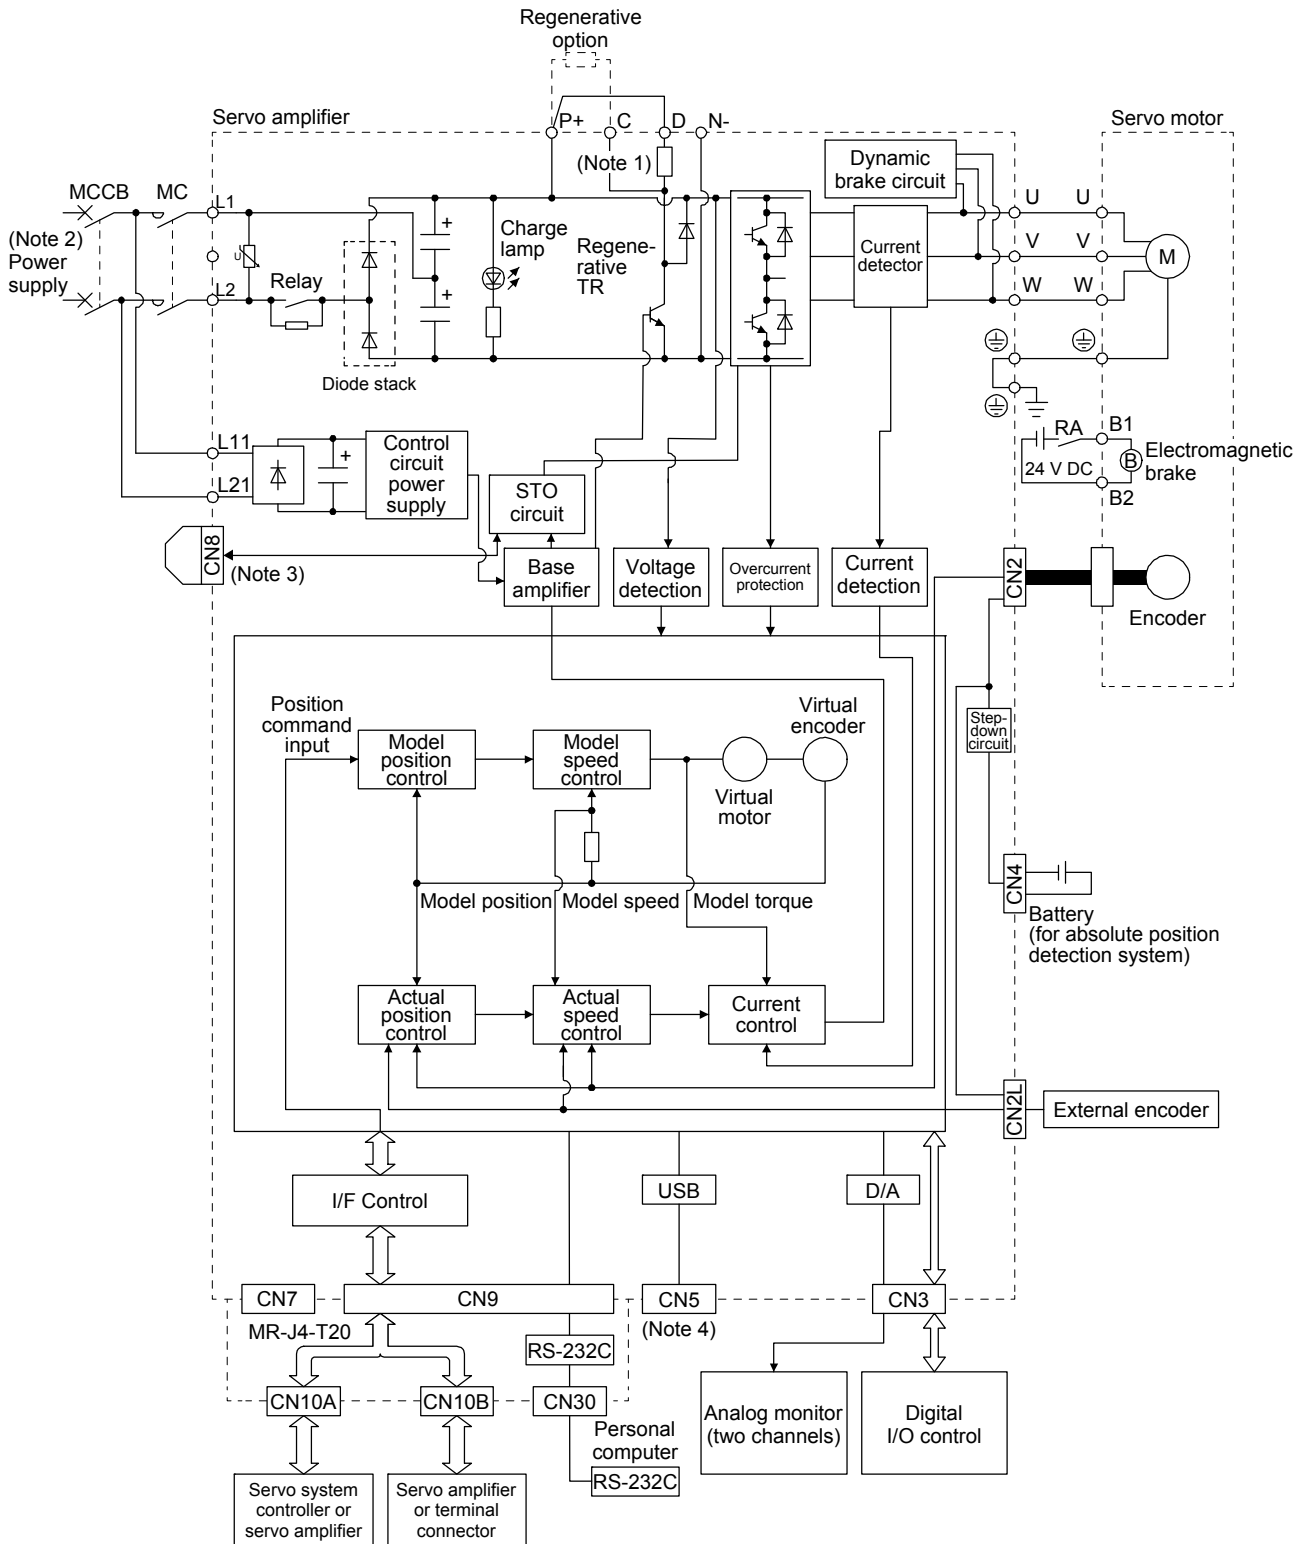 Regenerative
option
Servo amplifier
P+
C
D
N-
Servo motor
(Note 1)
Dynamic
brake circuit
MCCB
MC
L1
U
U
(Note 2)
Power
supply
U
Charge
lamp
Regene-
rative
TR
Current
detector
V
V
M
L2
Relay
W
W
Diode stack
L11
L21
Control
circuit
power
supply
STO
circuit
RA
B1
24 V DC
B
Electromagnetic
brake
B2
CN8
(Note 3)
Base
amplifier
Voltage
detection
Overcurrent
protection
Current
detection
CN2
Encoder
Position
command
input
Model
position
control
Model
speed
control
Virtual
encoder
Virtual
motor
Step-
down
circuit
Model position
Model speed
Model torque
CN4
Battery
(for absolute position
detection system)
Actual
position
control
Actual
speed
control
Current
control
CN2L
External encoder
I/F Control
USB
D/A
CN7
CN9
CN5
CN3
MR-J4-T20
(Note 4)
RS-232C
CN10A
CN10B
CN30
Personal
computer
RS-232C
Analog monitor
(two channels)
Digital
I/O control
Servo system
controller or
servo amplifier
Servo amplifier
or terminal
connector